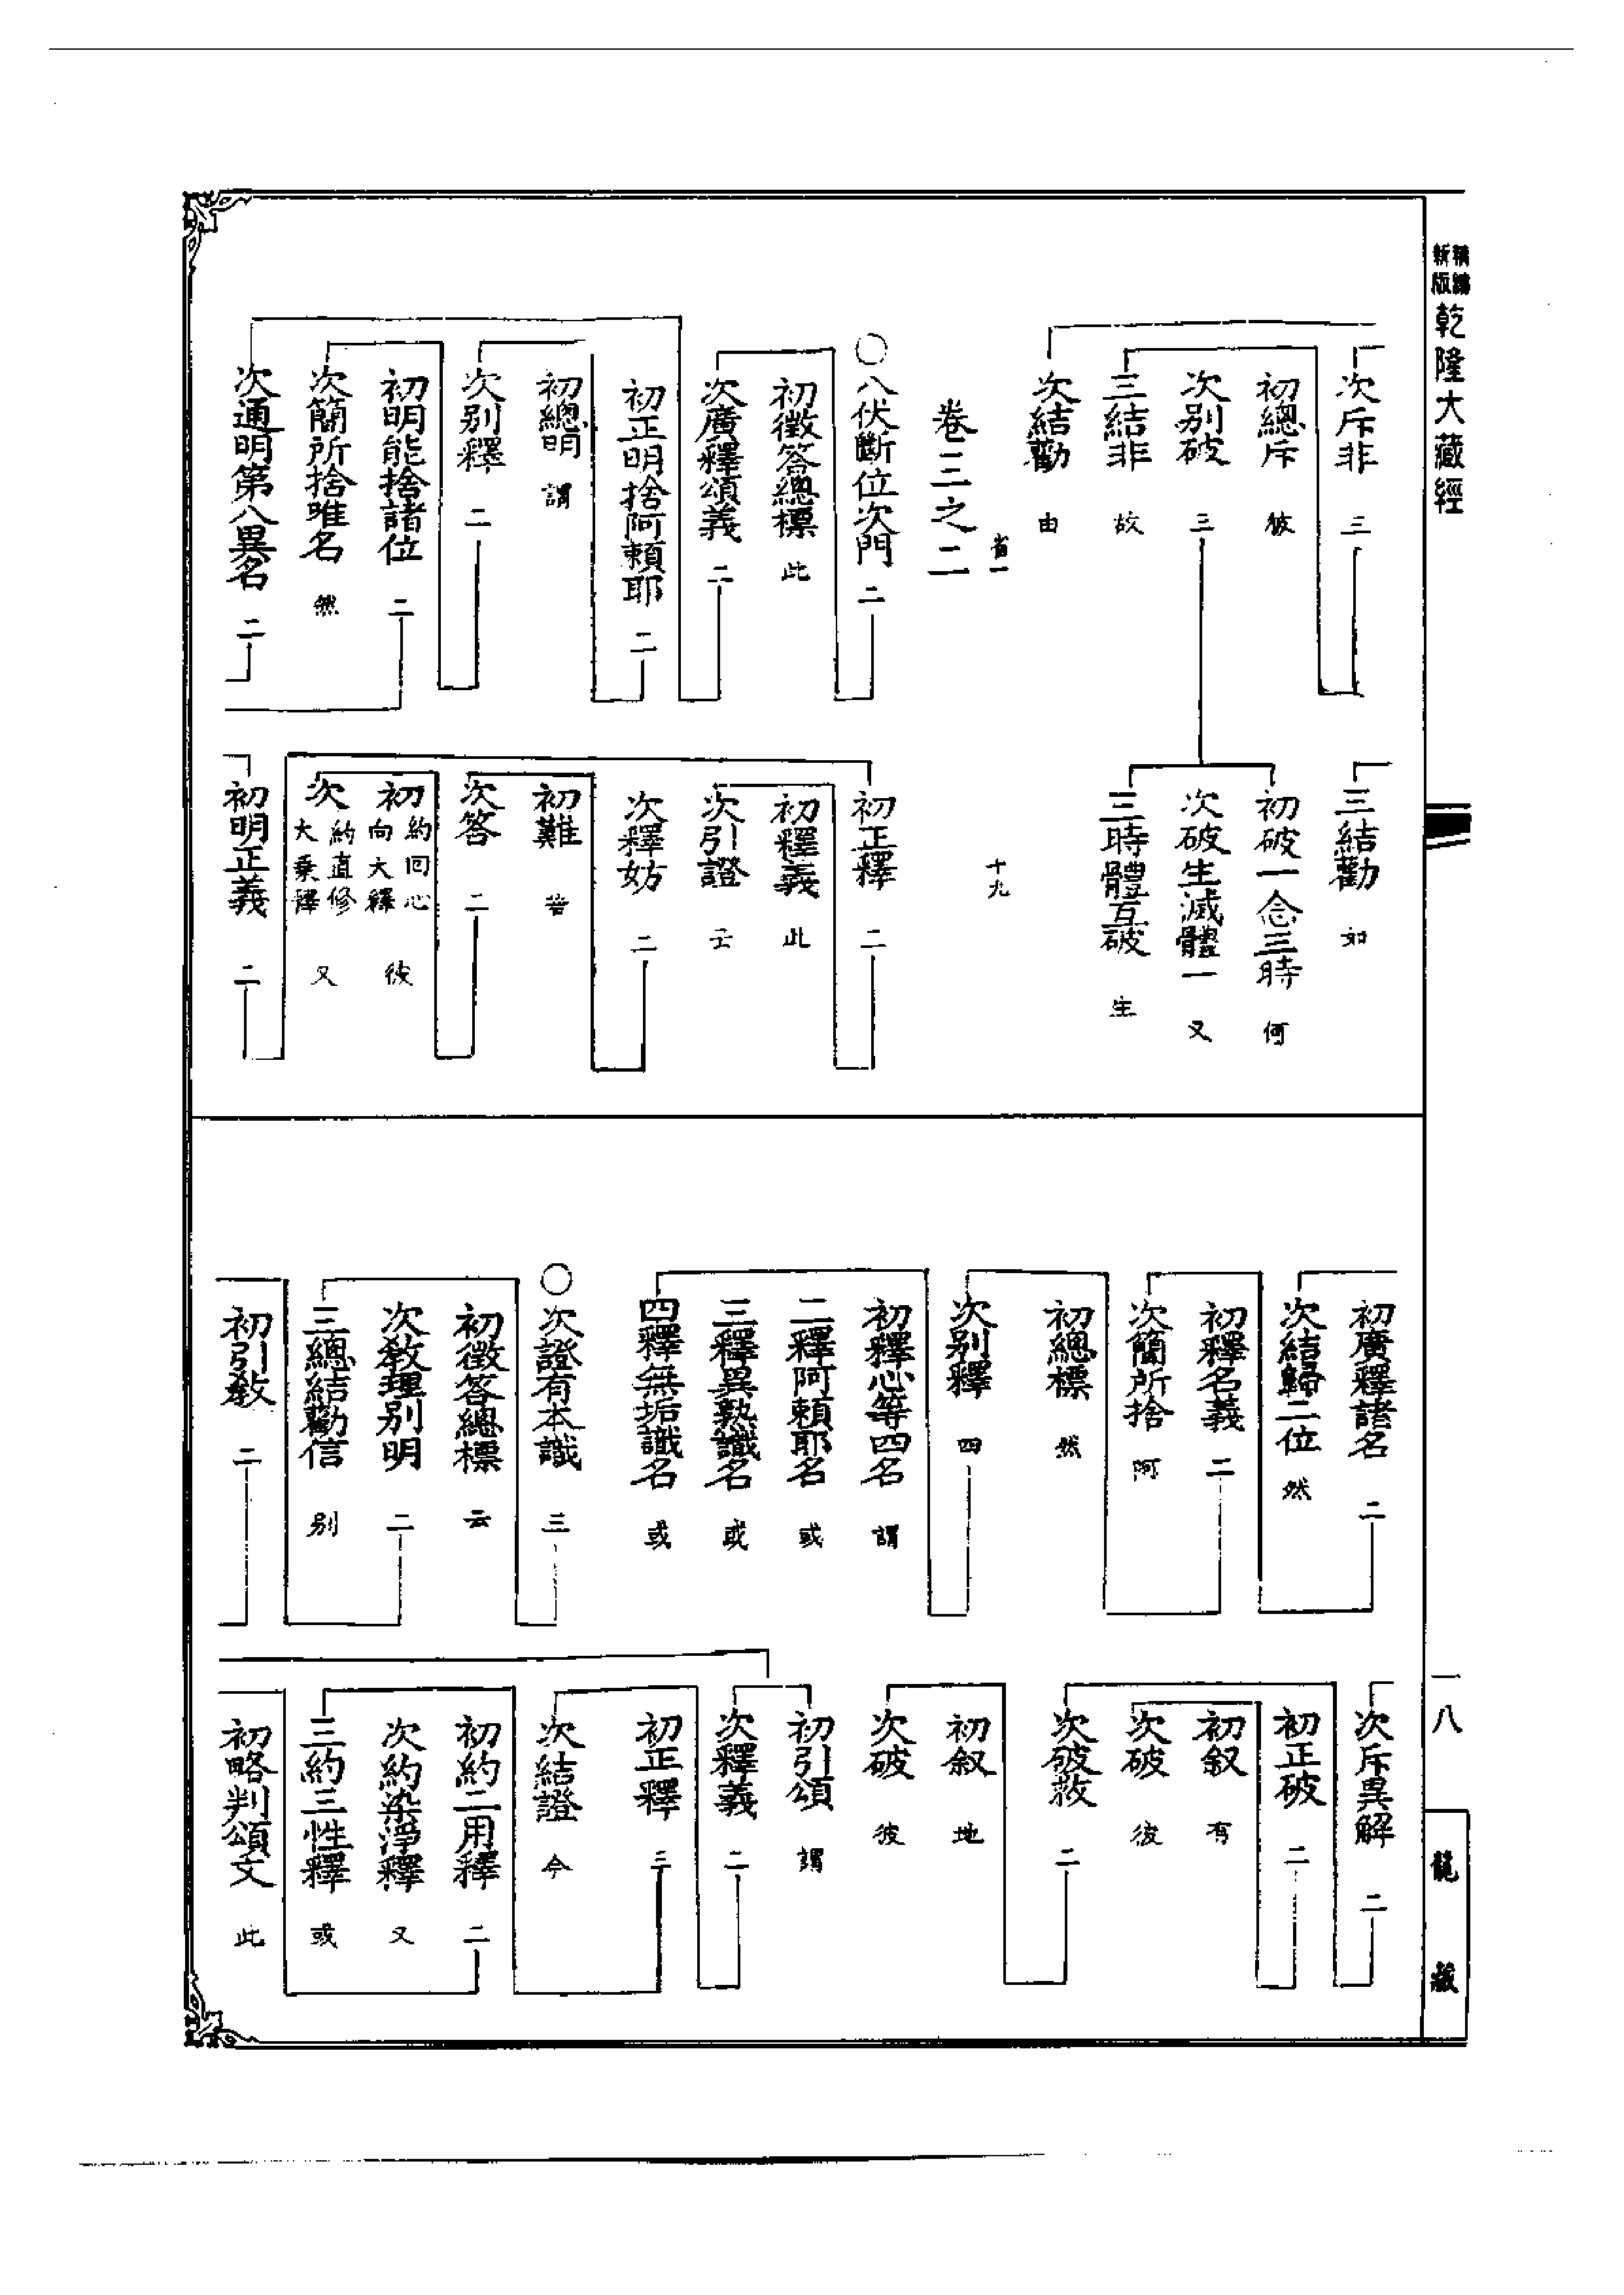 精編
新版
乾隆大藏經
次斥非 三
初總斥 彼
次別破 三
三結非 故
次結勸 由
省一
卷三之二
〇八伏斷位次門 二
初徵答總標 此
次廣釋頌義 二
初正明捨阿賴耶 二
初總明 謂
次別釋 二
初明能捨諸位 二
次簡所捨唯名 然
次通明第八異名 二
三結勸 如
初破一念三時 何
次破生滅體一 又
三時體互破 生
十九
初正釋 二
初釋義 此
次引證
次釋妨 二
初難 若
次答 二
初約回心向大釋 彼
次約直修大乘釋 又
初明正義 二
初廣釋諸名 二
次結歸二位 然
初釋名義 二
次簡所捨 阿
初總標 然
次別釋 四
初釋心等四名 謂
二釋阿賴耶名 或
三釋異熟識名 或
四釋無垢識名 或
〇次證有本識 三
初徵答總標 云
次教理別明 二
三總結勸信 別
初引教 二
次斥異解 二
初正破 二
初敘 有
次破 彼
次破救 二
初敘 地
次破 彼
初引頌 謂
次釋義 二
初正釋 三
次結證 今
初約二用釋 二
次約染淨釋 又
三約三性釋 或
初略判頌文 此
一八
龍藏